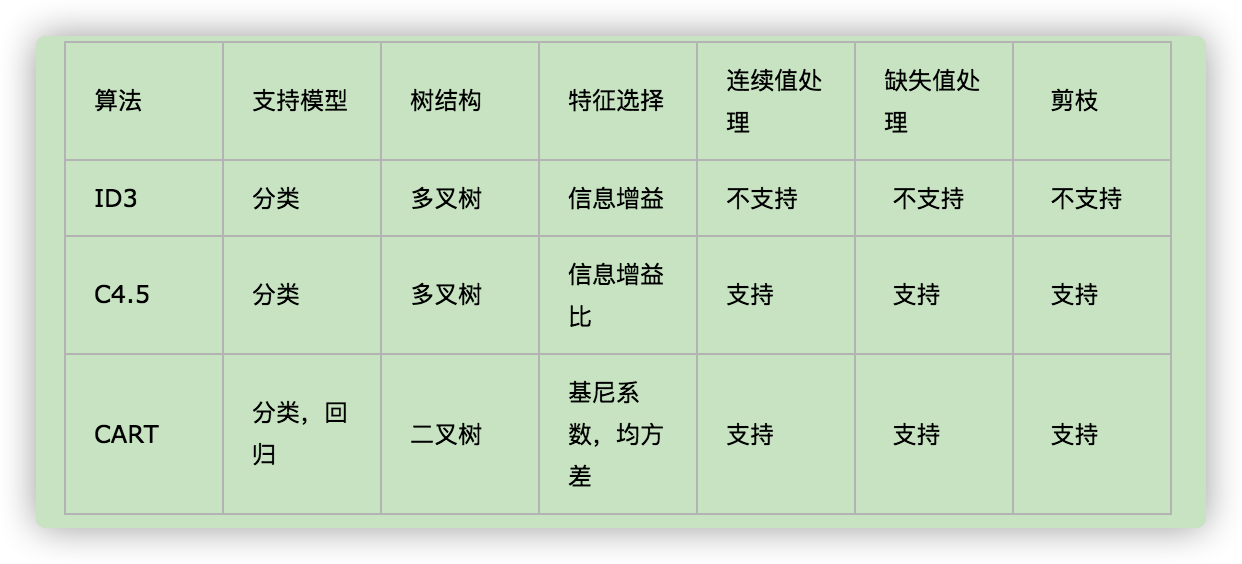 算法 支持模型 树结构 特征选择 连续值处理 缺失值处理 剪枝
ID3 分类 多叉树 信息增益 不支持 不支持 不支持
C4.5 分类 多叉树 信息增益比 支持 支持 支持
CART 分类，回归 二叉树 基尼系数，均方差 支持 支持 支持